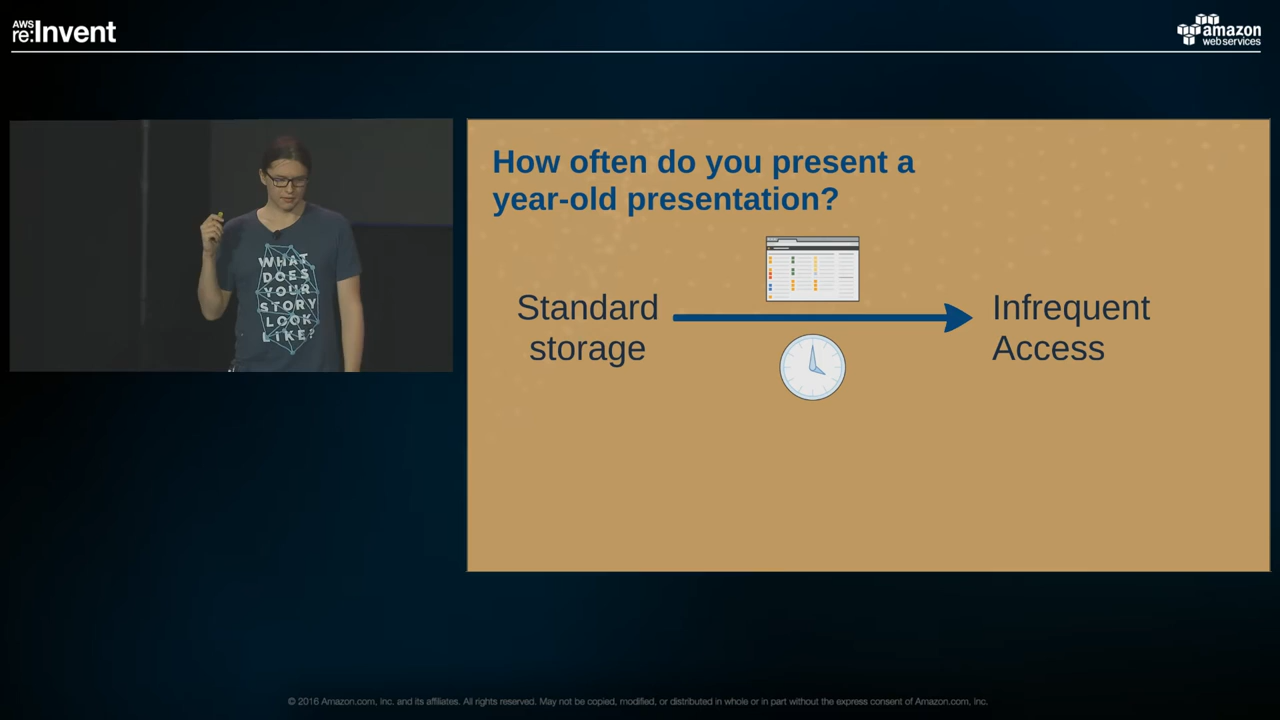 AWS
re:Invent
amazon
webservices
WHAT
DOES
YOUR
STORY
LOOK
LIKE?
How often do you present a
year-old presentation?
Standard
storage
Infrequent
Access
© 2016 Amazon.com, Inc. and its affiliates. All rights reserved. May not be copied, modified, or distributed in whole or in part without the express consent of Amazon.com, Inc.